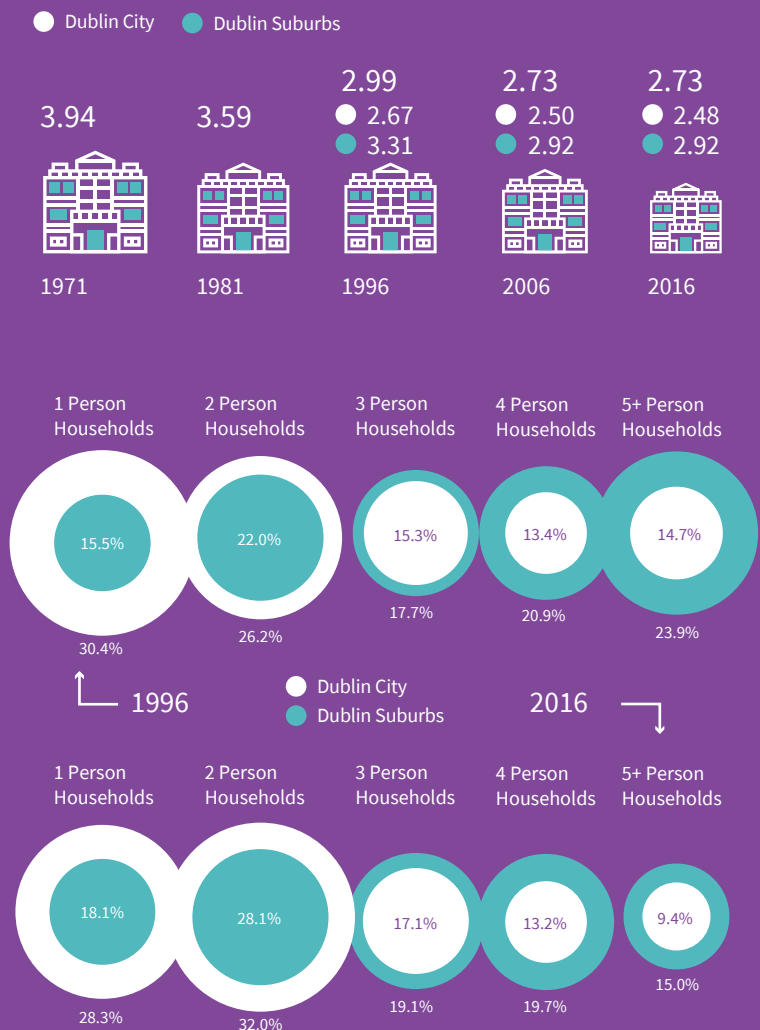 Dublin City
Dublin Suburbs
3.94
3.59
2.99
2.67
3.31
2.73
2.50
2.92
2.73
2.48
2.92
1971
1981
1996
2006
2016
1 Person
Households
2 Person
Households
3 Person
Households
4 Person
Households
5+ Person
Households
15.5%
22.0%
15.3%
13.4%
14.7%
30.4%
26.2%
17.7%
20.9%
23.9%
1996
Dublin City
Dublin Suburbs
2016
1 Person
Households
2 Person
Households
3 Person
Households
4 Person
Households
5+ Person
Households
18.1%
28.1%
17.1%
13.2%
9.4%
28.3%
32.0%
19.1%
19.7%
15.0%